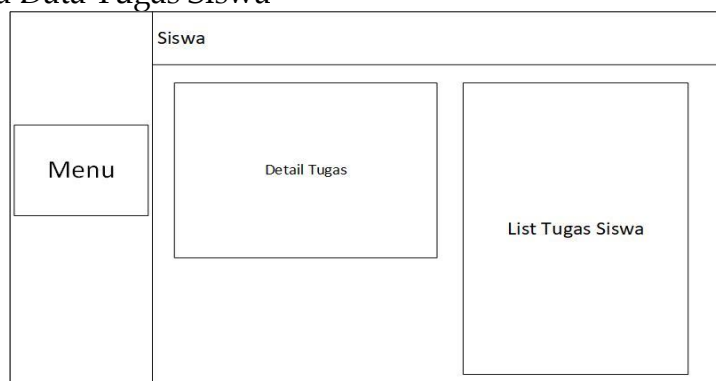 Data Tugas Siswa
Siswa
Menu
Detail Tugas
List Tugas Siswa